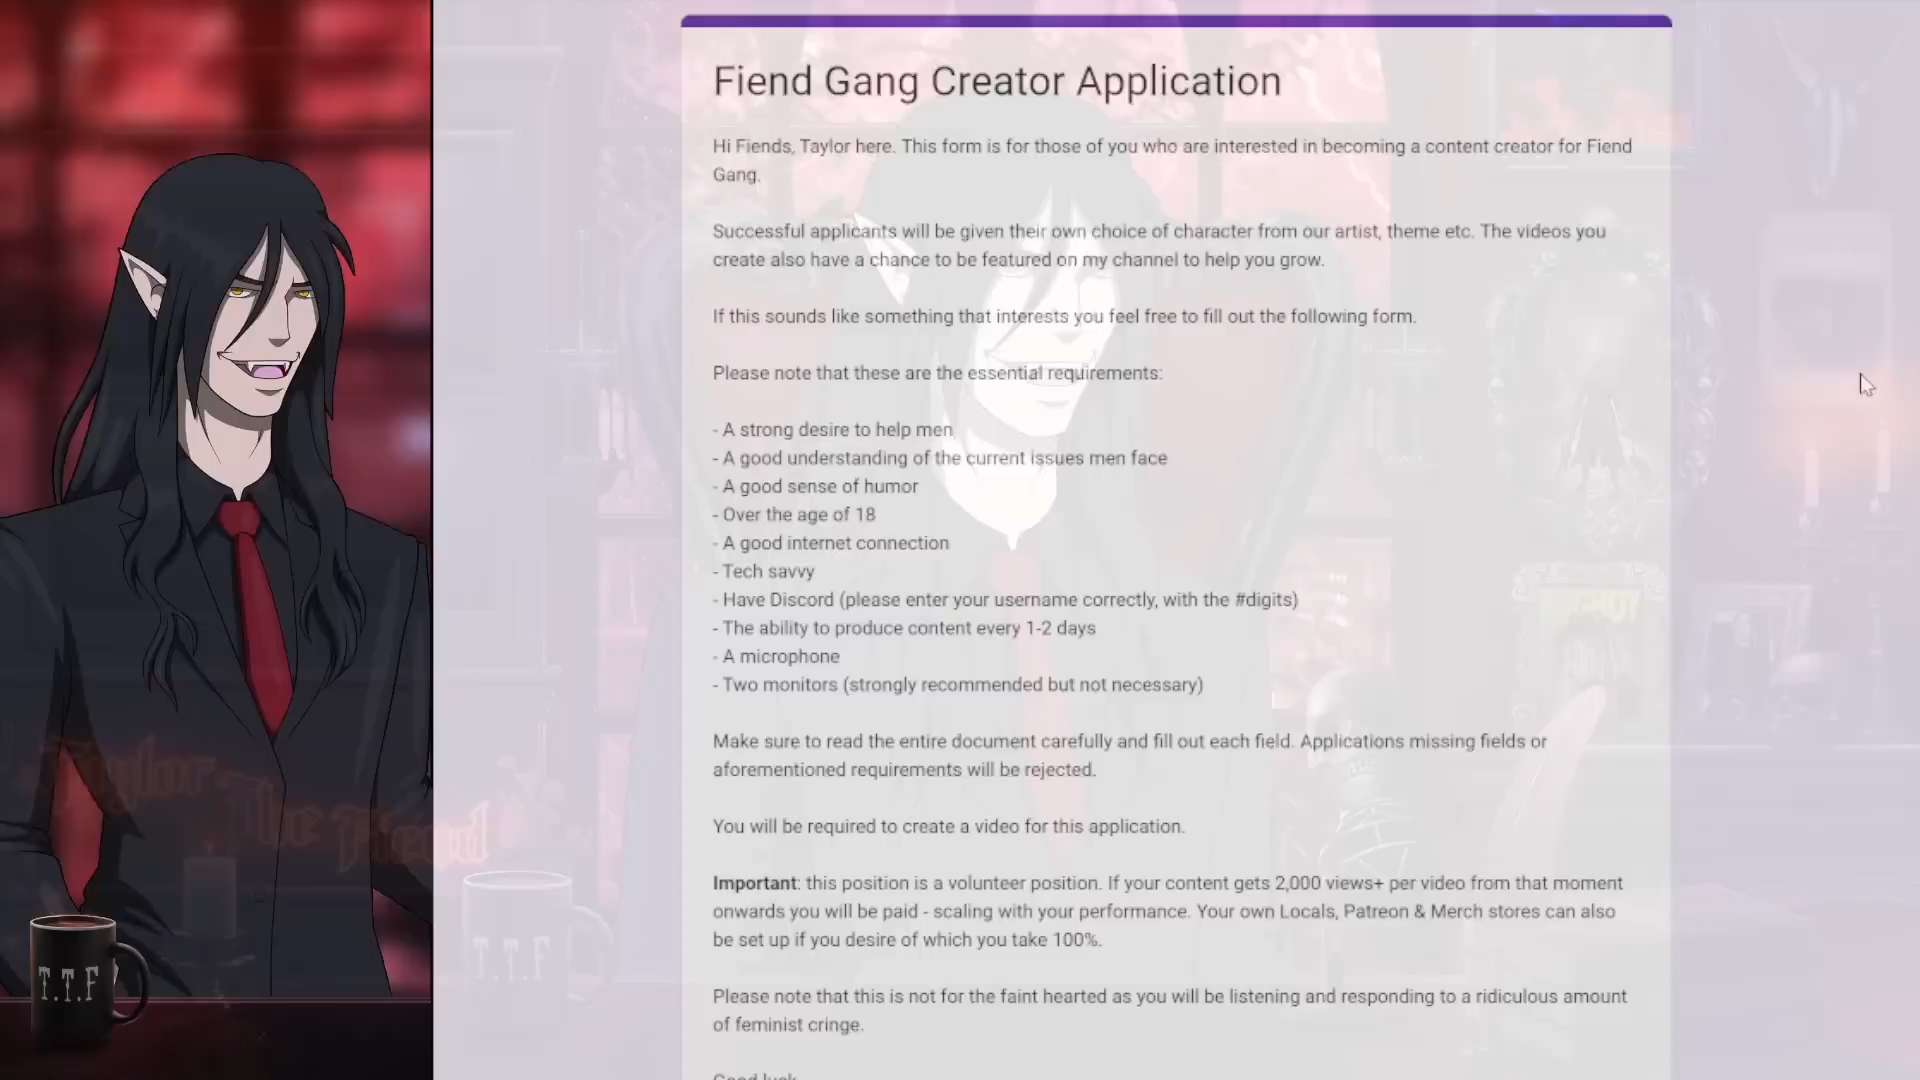 Fiend Gang Creator Application
Hi Fiends, Taylor here. This form is for those of you who are interested in becoming a content creator for Fiend
Gang.
Successful applicants will be given their own choice of character from our artist, theme etc. The videos you
create also have a chance to be featured on my channel to help you grow.
If this sounds like something that interests you feel free to fill out the following form.
Please note that these are the essential requirements:
- A strong desire to help men
- A good understanding of the current issues men face
- A good sense of humor
- Over the age of 18
- A good internet connection
- Tech savvy
- Have Discord (please enter your username correctly, with the #digits)
- The ability to produce content every 1-2 days
- A microphone
- Two monitors (strongly recommended but not necessary)
Make sure to read the entire document carefully and fill out each field. Applications missing fields or
aforementioned requirements will be rejected.
You will be required to create a video for this application.
Important: this position is a volunteer position. If your content gets 2,000 views+ per video from that moment
onwards you will be paid - scaling with your performance. Your own Locals, Patreon & Merch stores can also
be set up if you desire of which you take 100%.
Please note that this is not for the faint hearted as you will be listening and responding to a ridiculous amount
of feminist cringe.
Good luck
Taylor The Fiend
T.T.F
T.T.F